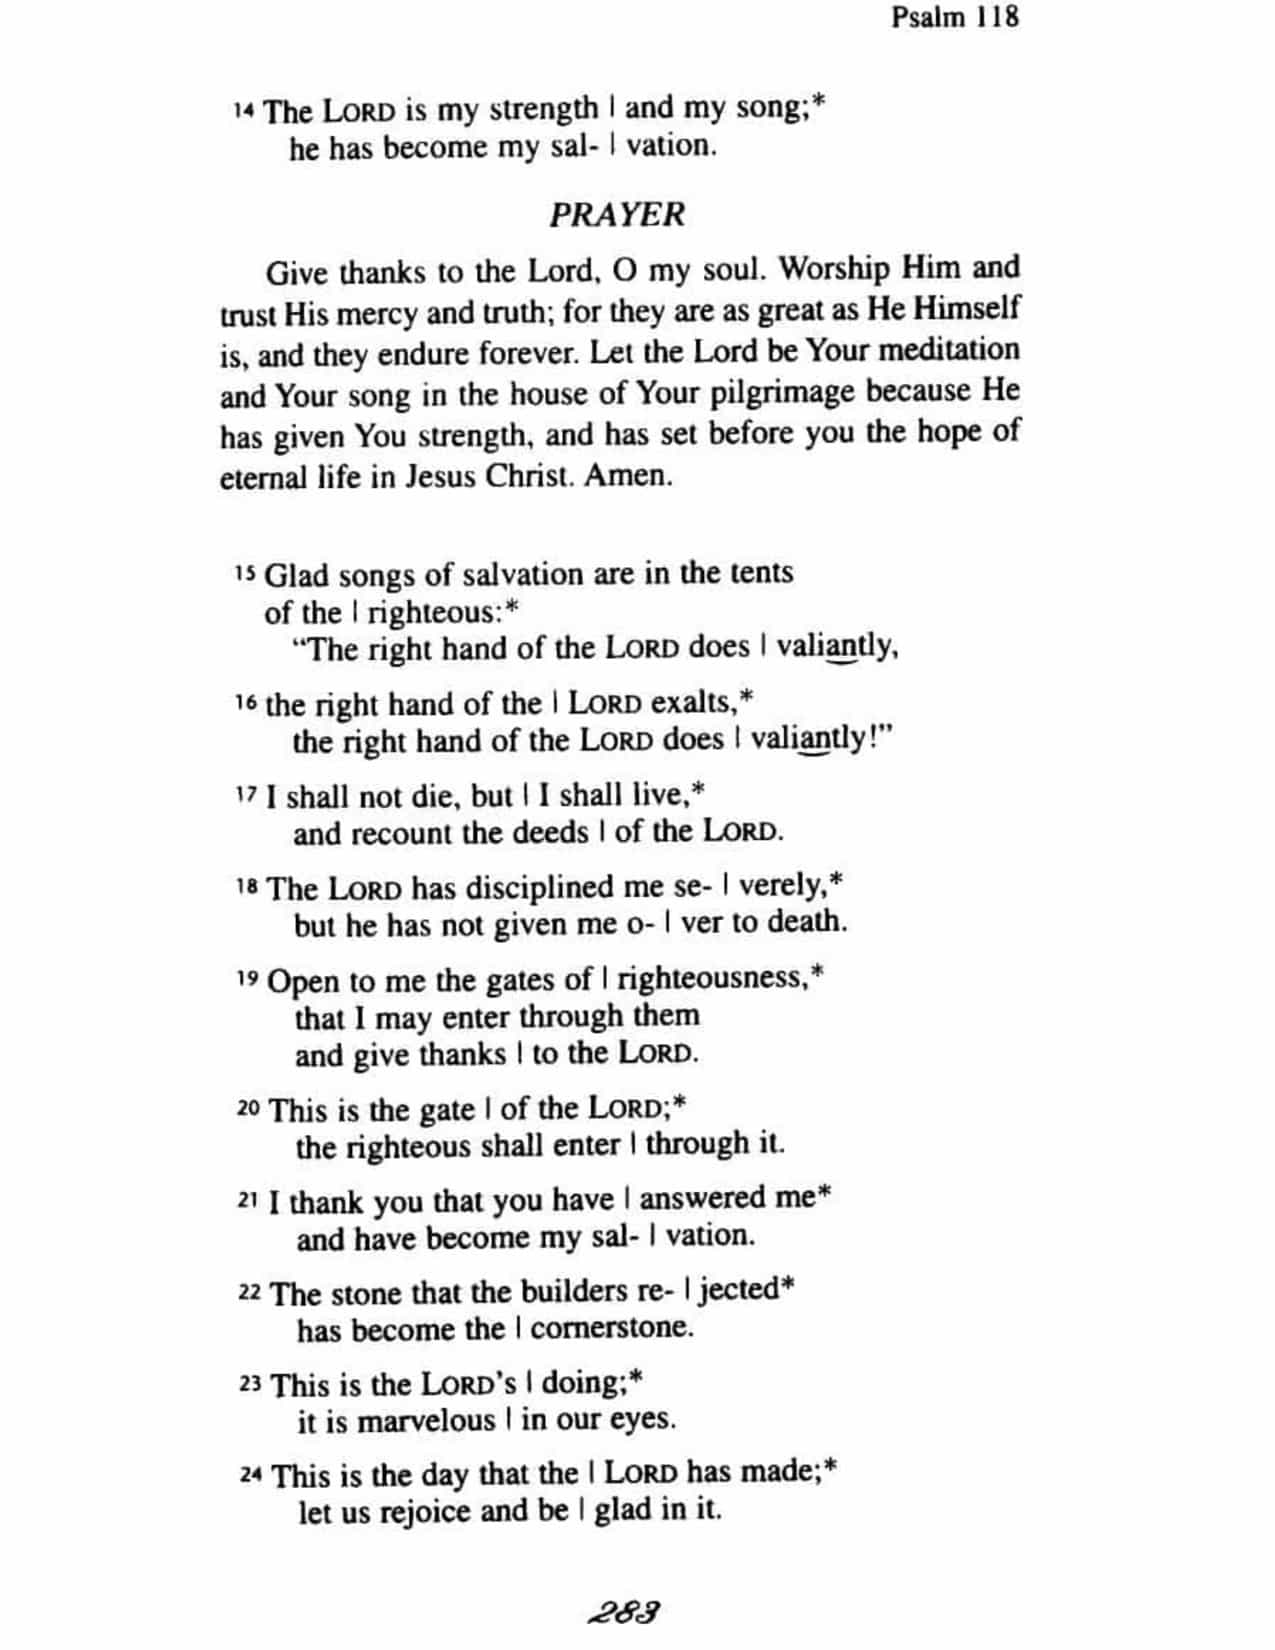 Psalm 118
14 The LORD is my strength | and my song;*
he has become my sal- | vation.
PRAYER
Give thanks to the Lord, O my soul. Worship Him and
trust His mercy and truth; for they are as great as He Himself
is, and they endure forever. Let the Lord be Your meditation
and Your song in the house of Your pilgrimage because He
has given You strength, and has set before you the hope of
eternal life in Jesus Christ. Amen.
15 Glad songs of salvation are in the tents
of the | righteous:*
“The right hand of the LORD does | valiantly,
16 the right hand of the | LORD exalts,*
the right hand of the LORD does | valiantly!”
17 I shall not die, but | I shall live,*
and recount the deeds | of the LORD.
18 The LORD has disciplined me se- | verely,*
but he has not given me o- | ver to death.
19 Open to me the gates of | righteousness,*
that I may enter through them
and give thanks | to the LORD.
20 This is the gate | of the LORD;*
the righteous shall enter | through it.
21 I thank you that you have | answered me*
and have become my sal- | vation.
22 The stone that the builders re- | jected*
has become the | cornerstone.
23 This is the LORD’s | doing;*
it is marvelous | in our eyes.
24 This is the day that the | LORD has made;*
let us rejoice and be | glad in it.
283